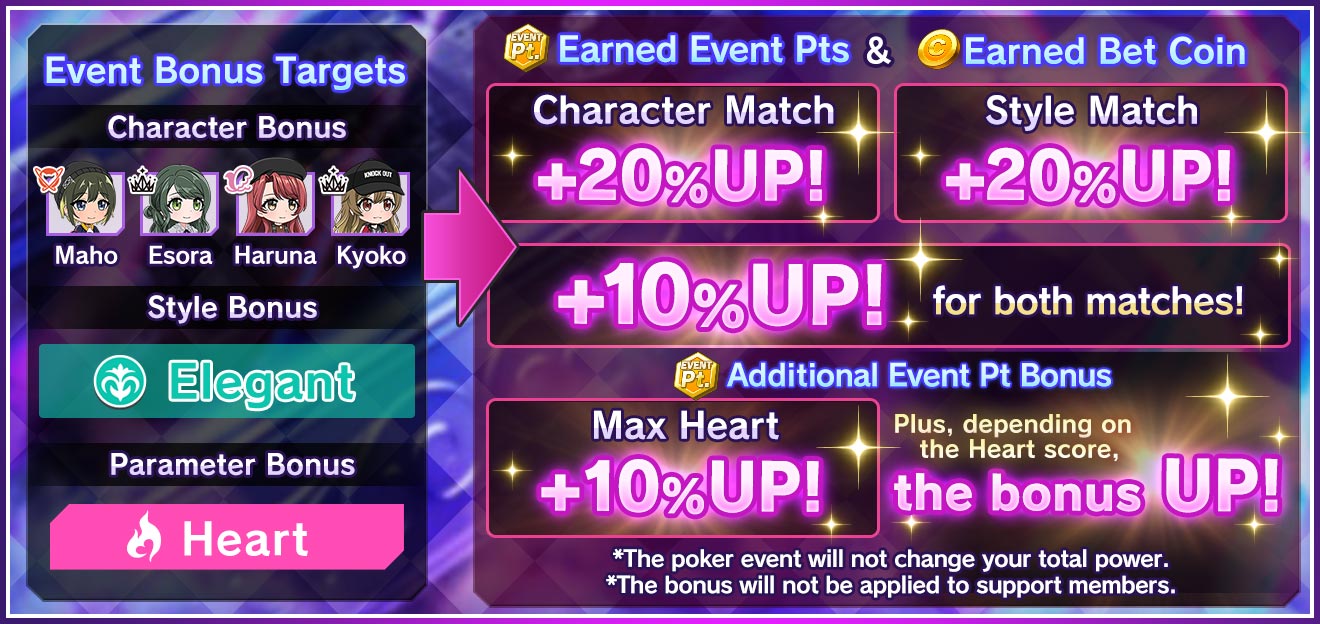 Event Bonus Targets
Character Bonus
KNOCK OUT
Maho Esora Haruna Kyoko
Style Bonus
Elegant
Parameter Bonus
Heart
EVENT Pt. Earned Event Pts & C Earned Bet Coin
Character Match
+20%UP!
Style Match
+20%UP!
+10%UP! for both matches!
EVENT Pt. Additional Event Pt Bonus
Max Heart
+10%UP!
Plus, depending on
the Heart score,
the bonus UP!
*The poker event will not change your total power.
*The bonus will not be applied to support members.